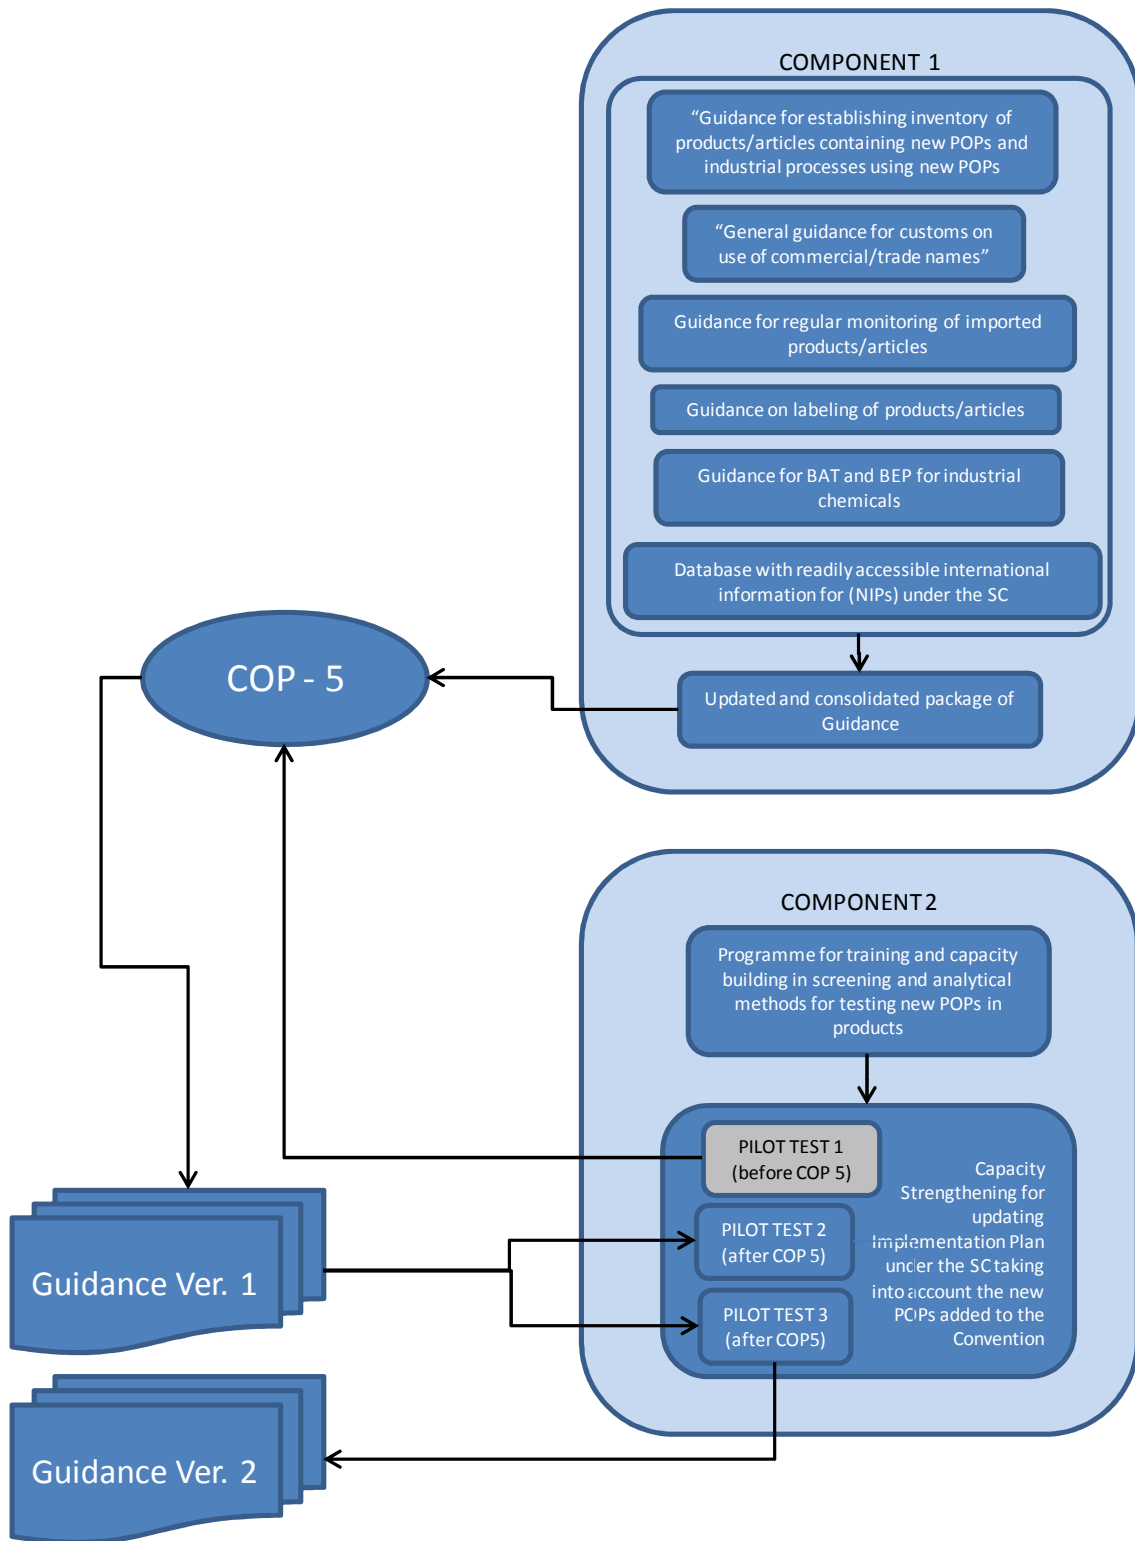 COMPONENT 1
“Guidance for establishing inventory of
products/articles containing new POPs and
industrial processes using new POPs
“General guidance for customs on
use of commercial/trade names”
Guidance for regular monitoring of imported
products/articles
Guidance on labeling of products/articles
Guidance for BAT and BEP for industrial
chemicals
Database with readily accessible international
information for (NIPs) under the SC
Updated and consolidated package of
Guidance
COP - 5
COMPONENT 2
Programme for training and capacity
building in screening and analytical
methods for testing new POPs in
products
PILOT TEST 1
(before COP 5)
PILOT TEST 2
(after COP 5)
PILOT TEST 3
(after COP5)
Capacity
Strengthening for
updating
Implementation Plan
under the SC taking
into account the new
POPs added to the
Convention
Guidance Ver. 1
Guidance Ver. 2